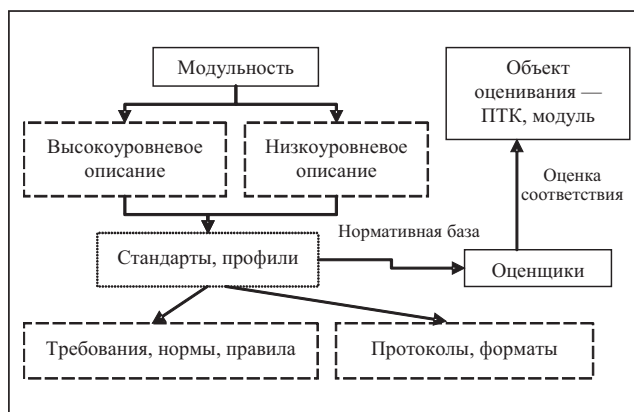 Модульность
Объект
оценивания —
ПТК, модуль
Высокоуровневое
описание
Низкоуровневое
описание
Оценка
соответствия
Нормативная база
Стандарты, профили
Оценщики
Требования, нормы, правила
Протоколы, форматы